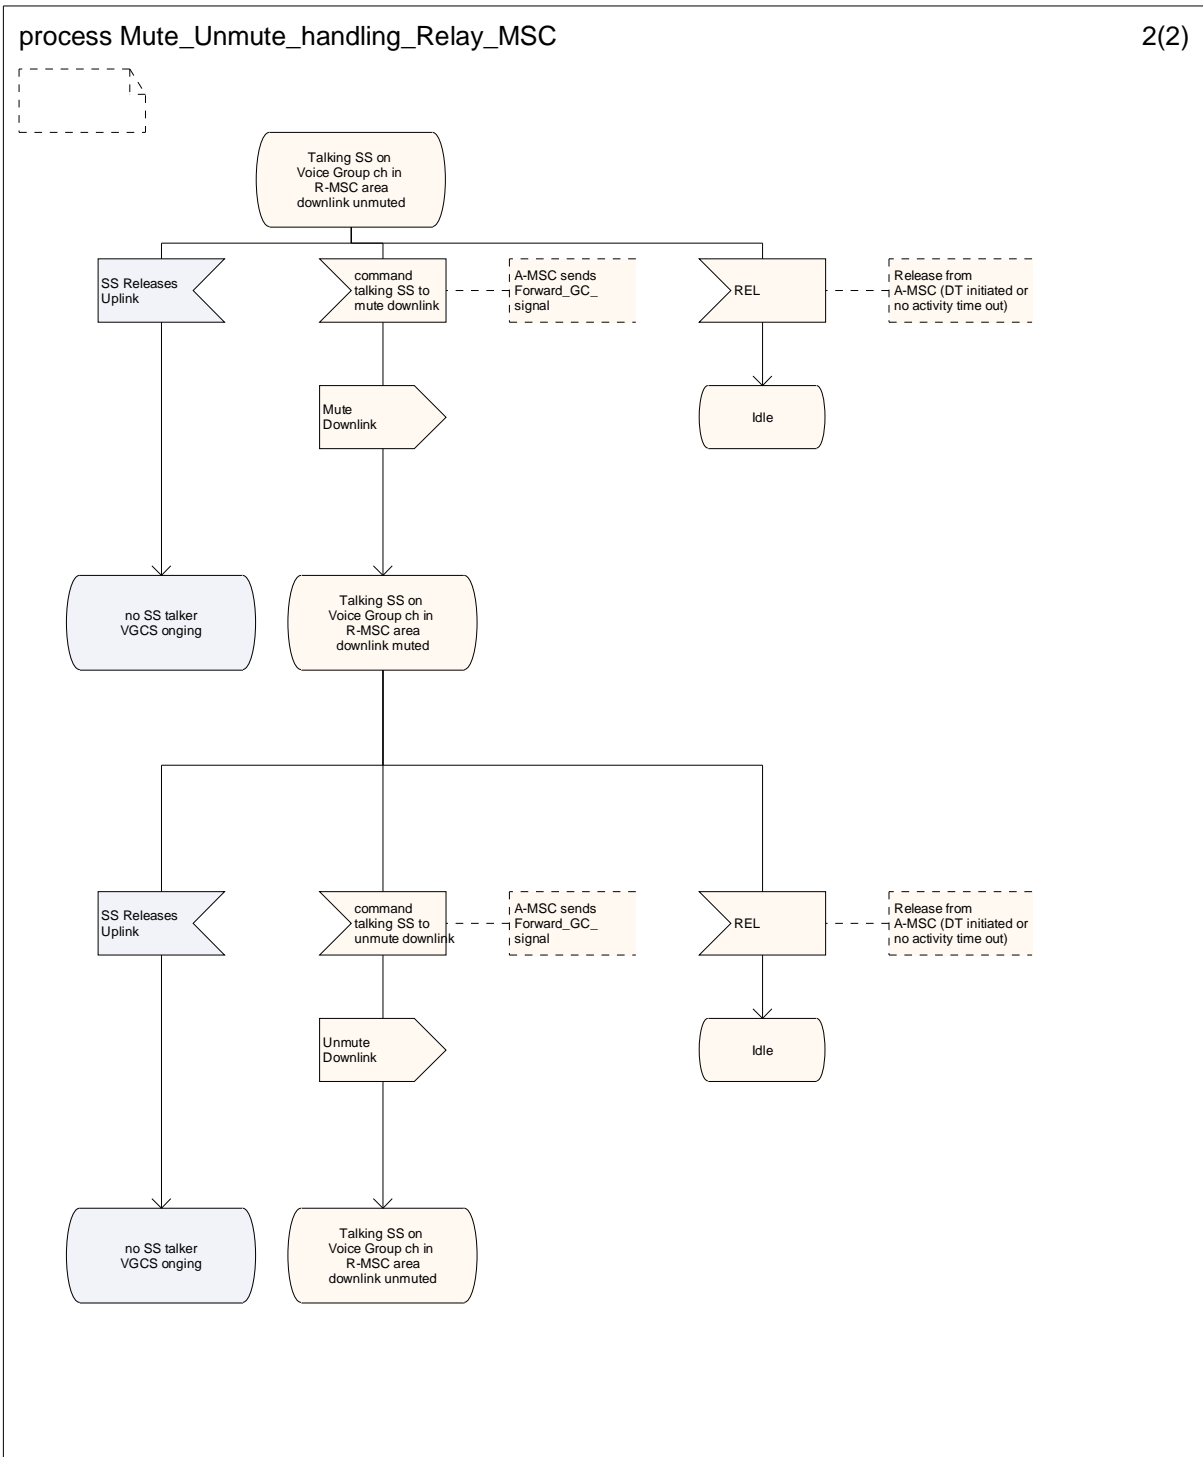 process Mute_Unmute_handling_Relay_MSC
2(2)
Talking SS on
Voice Group ch in
R-MSC area
downlink unmuted
SS Releases
Uplink
command
talking SS to
mute downlink
A-MSC sends
Forward_GC_
signal
REL
Release from
A-MSC (DT initiated or
no activity time out)
Mute
Downlink
Idle
no SS talker
VGCS onging
Talking SS on
Voice Group ch in
R-MSC area
downlink muted
SS Releases
Uplink
command
talking SS to
unmute downlink
A-MSC sends
Forward_GC_
signal
REL
Release from
A-MSC (DT initiated or
no activity time out)
Unmute
Downlink
Idle
no SS talker
VGCS onging
Talking SS on
Voice Group ch in
R-MSC area
downlink unmuted